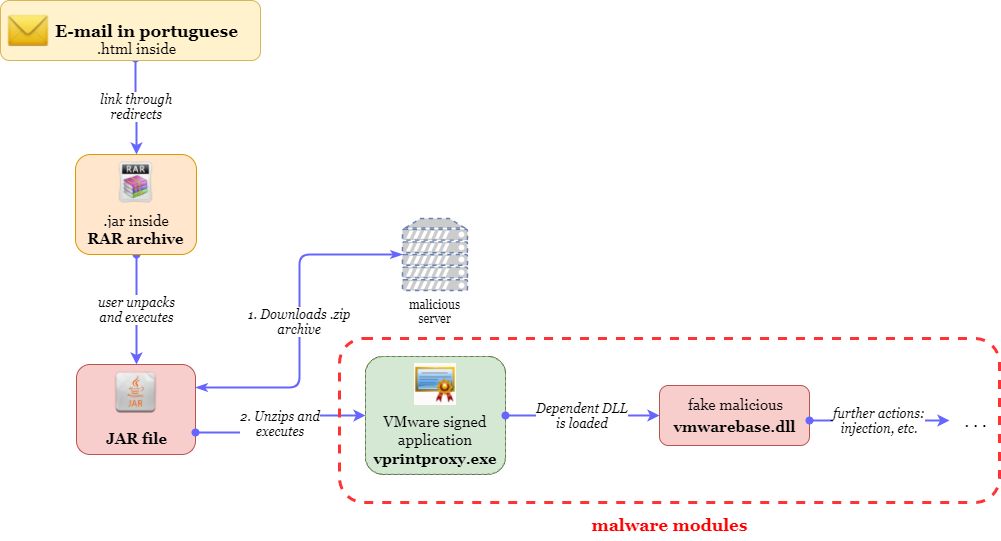 E-mail in portuguese
.html inside
link through
redirects
RAR
.jar inside
RAR archive
user unpacks
and executes
malicious
server
1. Downloads .zip
archive
JAR
JAR file
2. Unzips and
executes
VMware signed
application
vprintproxy.exe
Dependent DLL
is loaded
fake malicious
vmwarebase.dll
further actions:
injection, etc.
. . .
malware modules